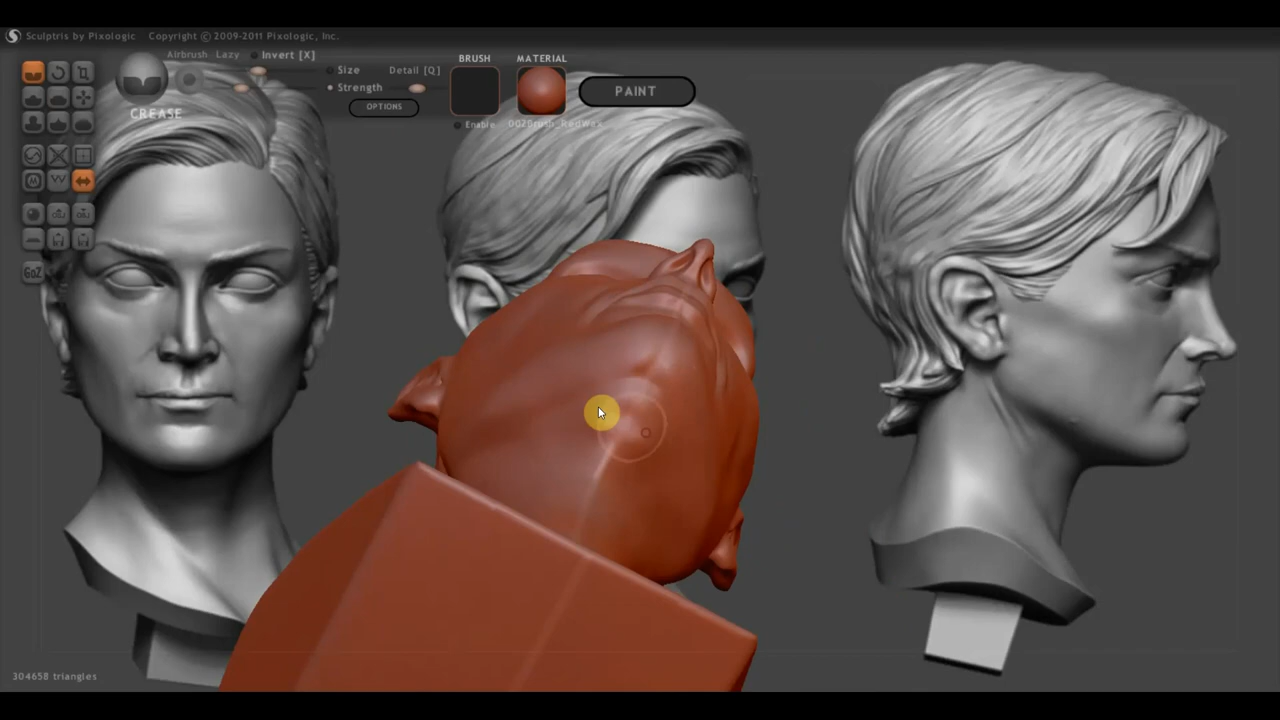 Sculptris by Pixologic Copyright © 2009-2011 Pixologic, Inc.
Airbrush Lazy Invert [X]
BRUSH MATERIAL
Size Detail [Q]
Strength
PAINT
OPTIONS
CREASE
Enable 002Brush_RedWax
GoZ
304658 triangles